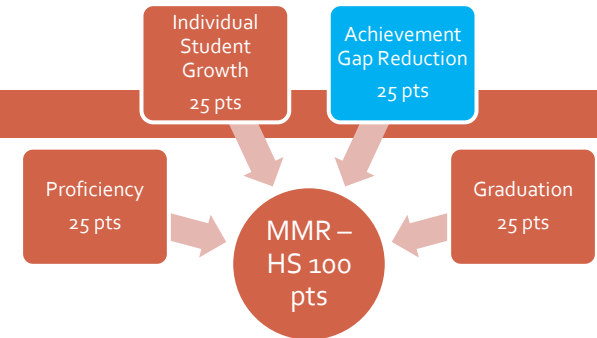 Individual
Student
Growth
25 pts
Achievement
Gap Reduction
25 pts
Proficiency
25 pts
Graduation
25 pts
MMR –
HS 100
pts